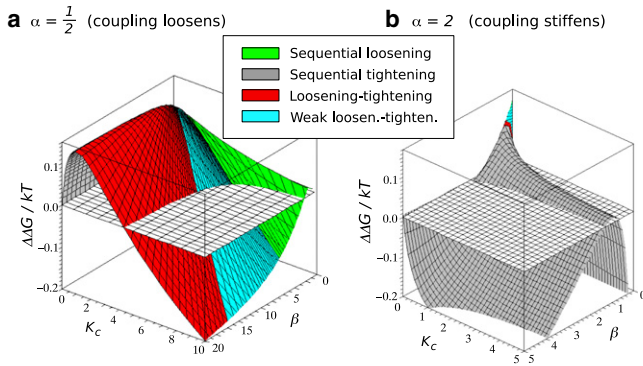 a α = 1/2 (coupling loosens)
b α = 2 (coupling stiffens)
Sequential loosening
Sequential tightening
Loosening-tightening
Weak loosen.-tighten.
ΔΔG / kT
0.1
0.0
-0.1
-0.2
0
2
4
6
8
10
K_c
20
15
10
5
0
β
ΔΔG / kT
0.1
0.0
-0.1
-0.2
0
1
2
3
4
5
K_c
5
4
3
2
1
β